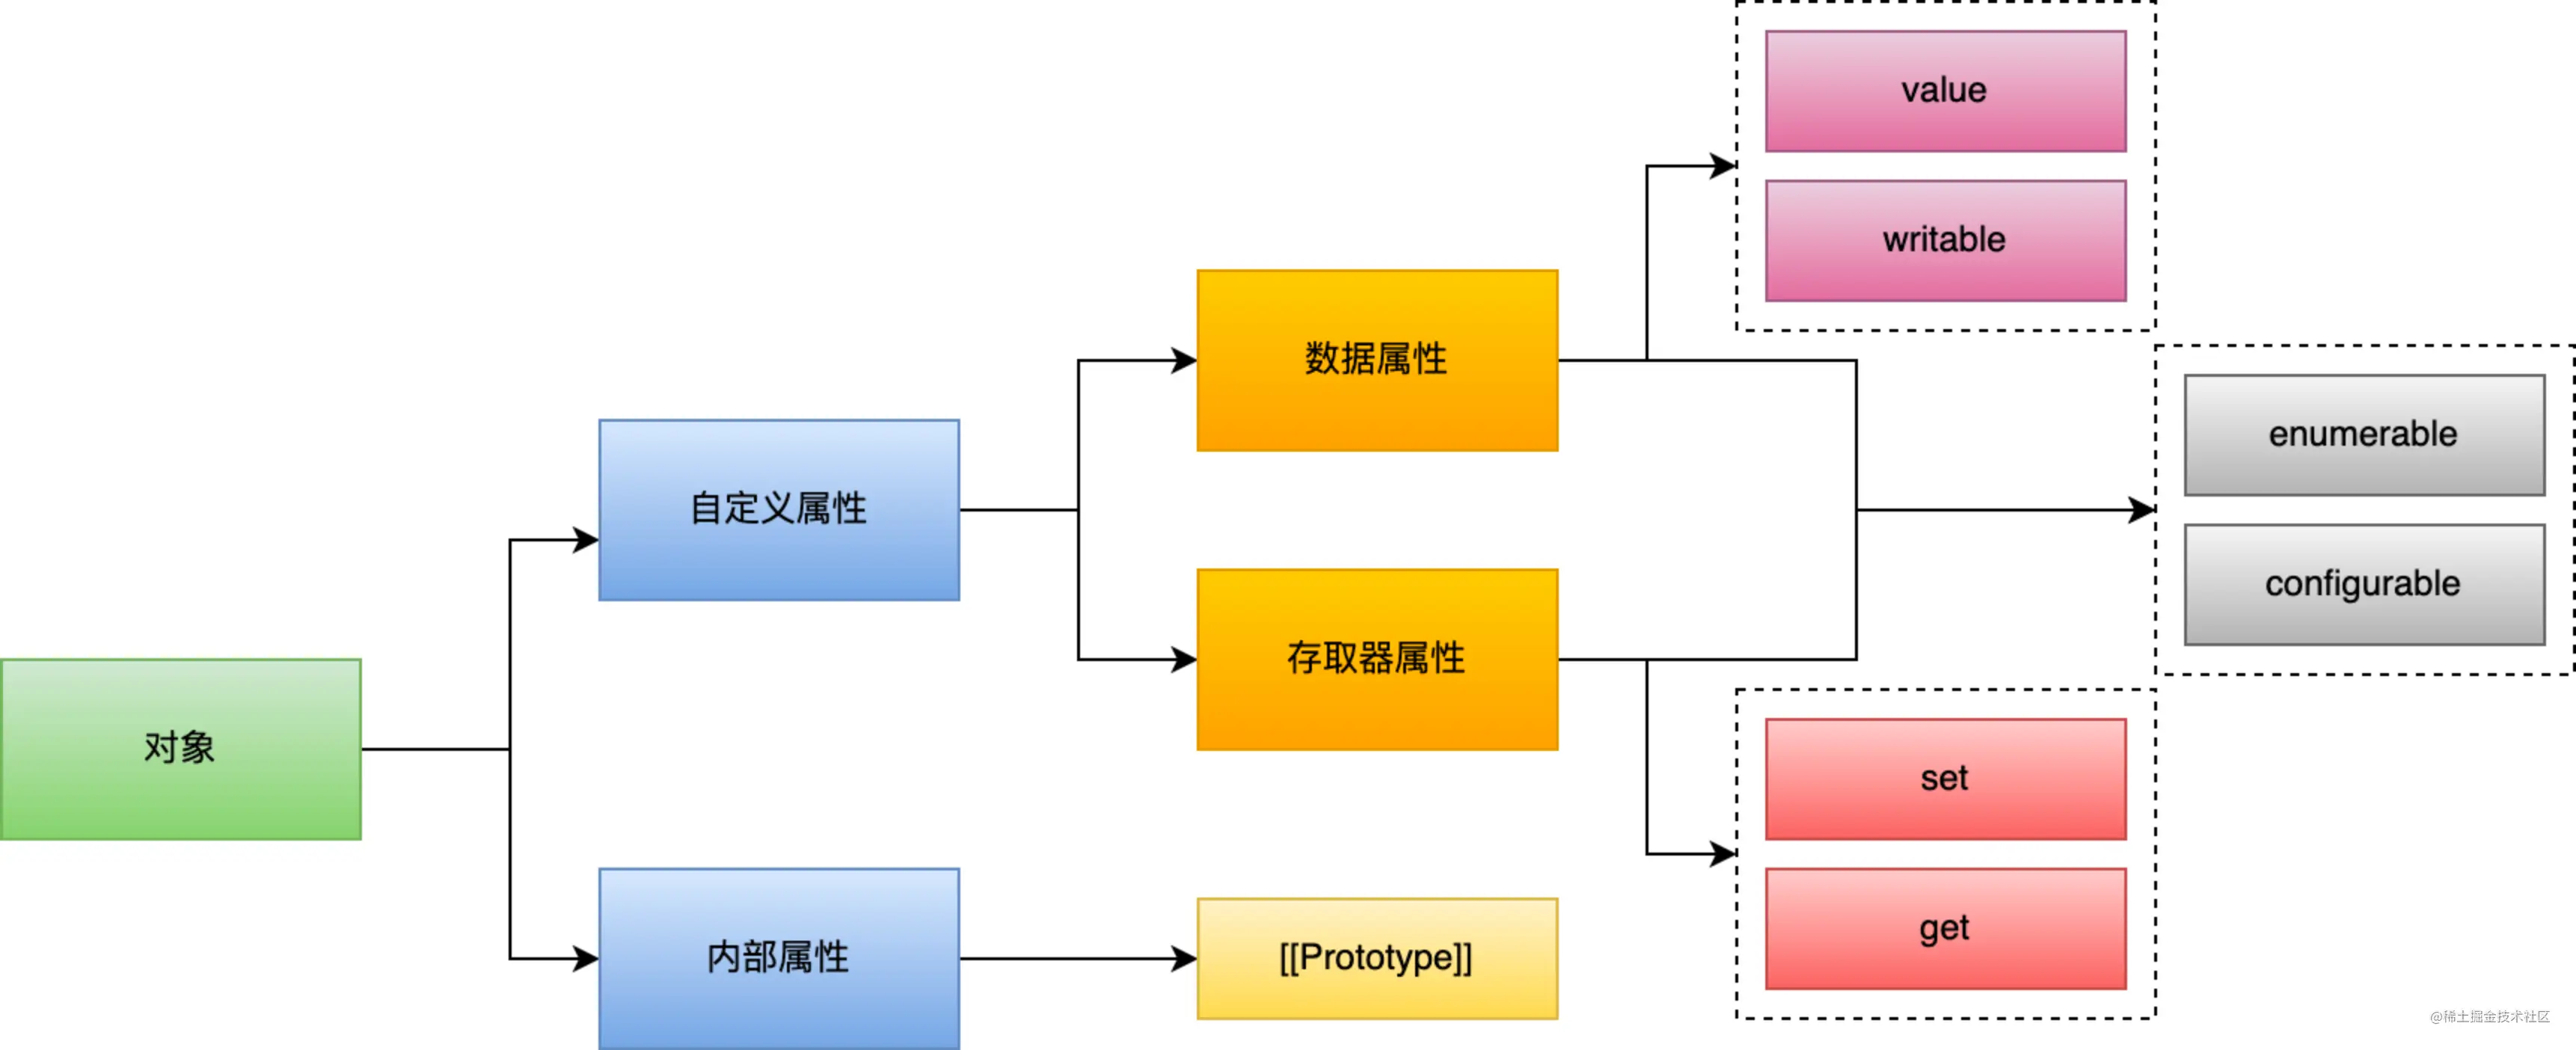 value
writable
数据属性
enumerable
自定义属性
configurable
存取器属性
对象
set
get
内部属性
[[Prototype]]
@稀土掘金技术社区